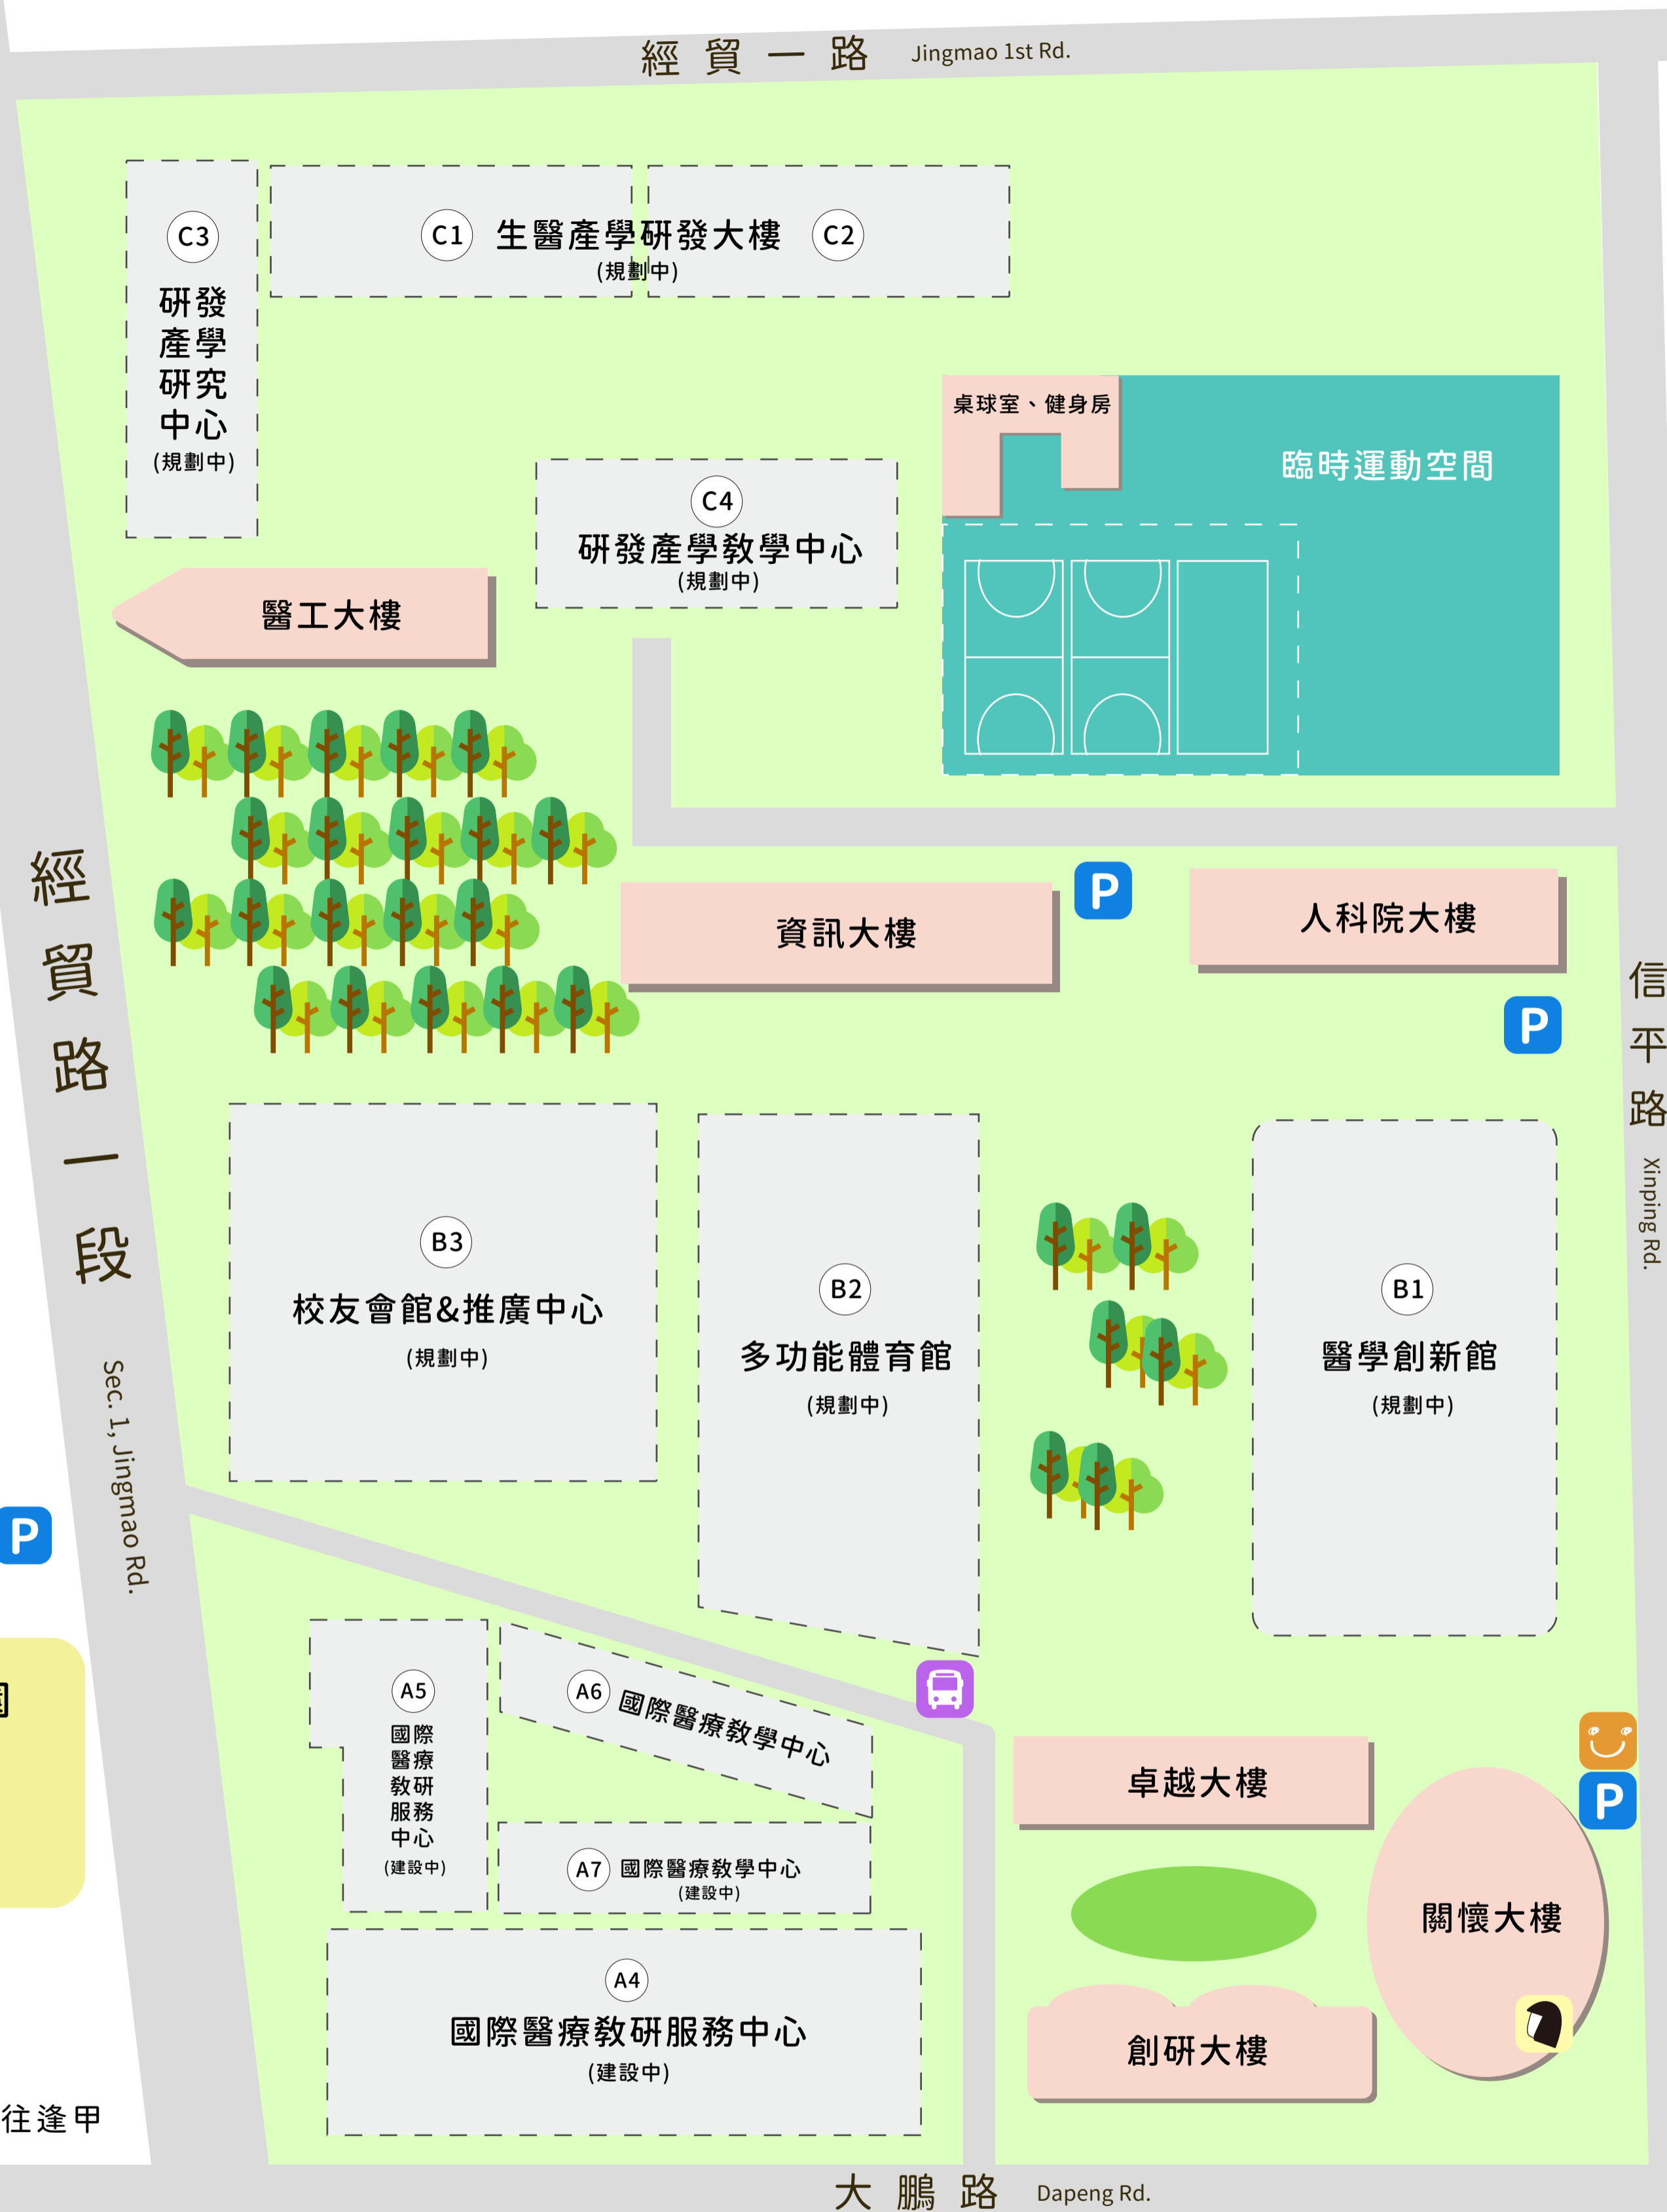 經貿一路 Jingmao 1st Rd.
C3
研發
產學
研究
中心
(規劃中)
C1 生醫產學研發大樓 C2
(規劃中)
桌球室、健身房
臨時運動空間
C4
研發產學教學中心
(規劃中)
醫工大樓
P
資訊大樓
人科院大樓
P
經貿路一段
Sec. 1, Jingmao Rd.
信平路
Xinping Rd.
B3
校友會館&推廣中心
(規劃中)
B2
多功能體育館
(規劃中)
B1
醫學創新館
(規劃中)
P
A5
國際
醫療
教研
服務
中心
(建設中)
A6 國際醫療教學中心
A7 國際醫療教學中心
(建設中)
卓越大樓
P
關懷大樓
A4
國際醫療教研服務中心
(建設中)
創研大樓
往逢甲
大鵬路 Dapeng Rd.